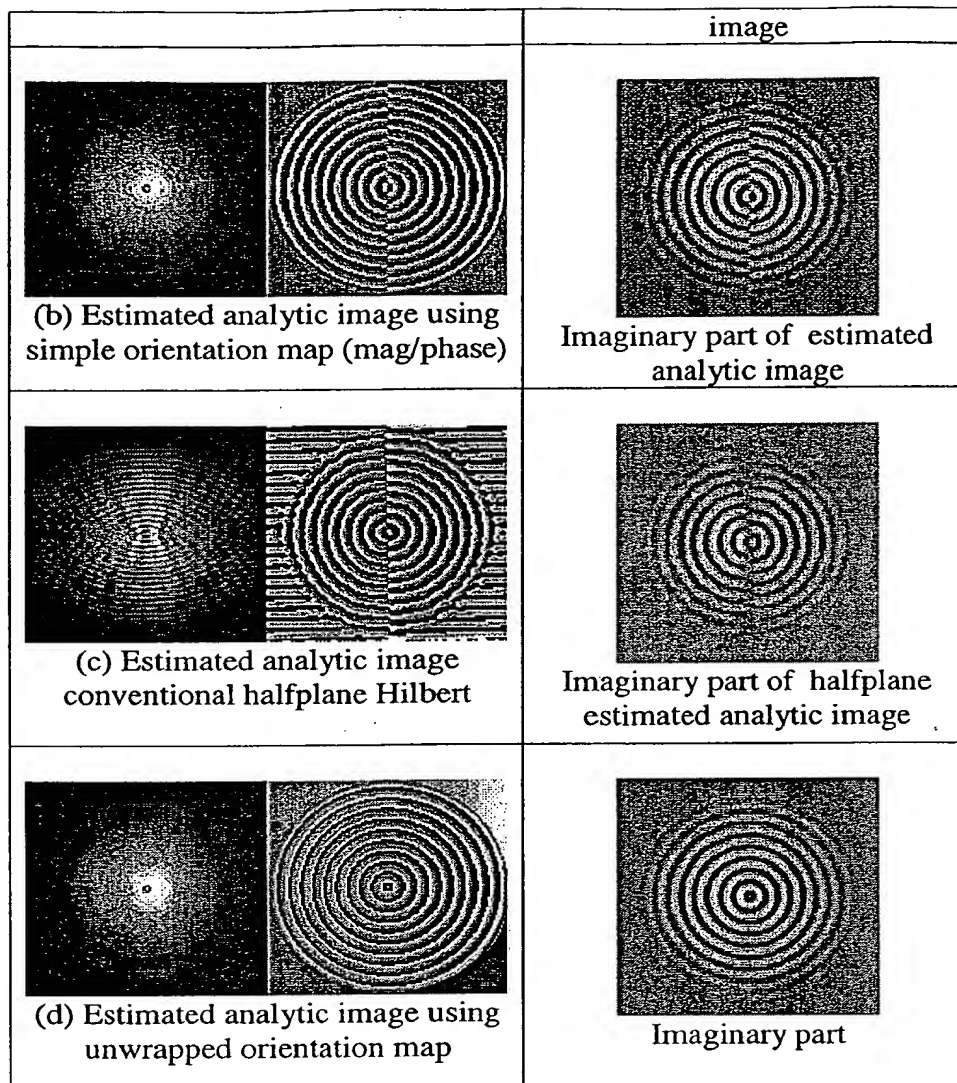 image
(b) Estimated analytic image using
simple orientation map (mag/phase)
Imaginary part of estimated
analytic image
(c) Estimated analytic image
conventional halfplane Hilbert
Imaginary part of halfplane
estimated analytic image
(d) Estimated analytic image using
unwrapped orientation map
Imaginary part